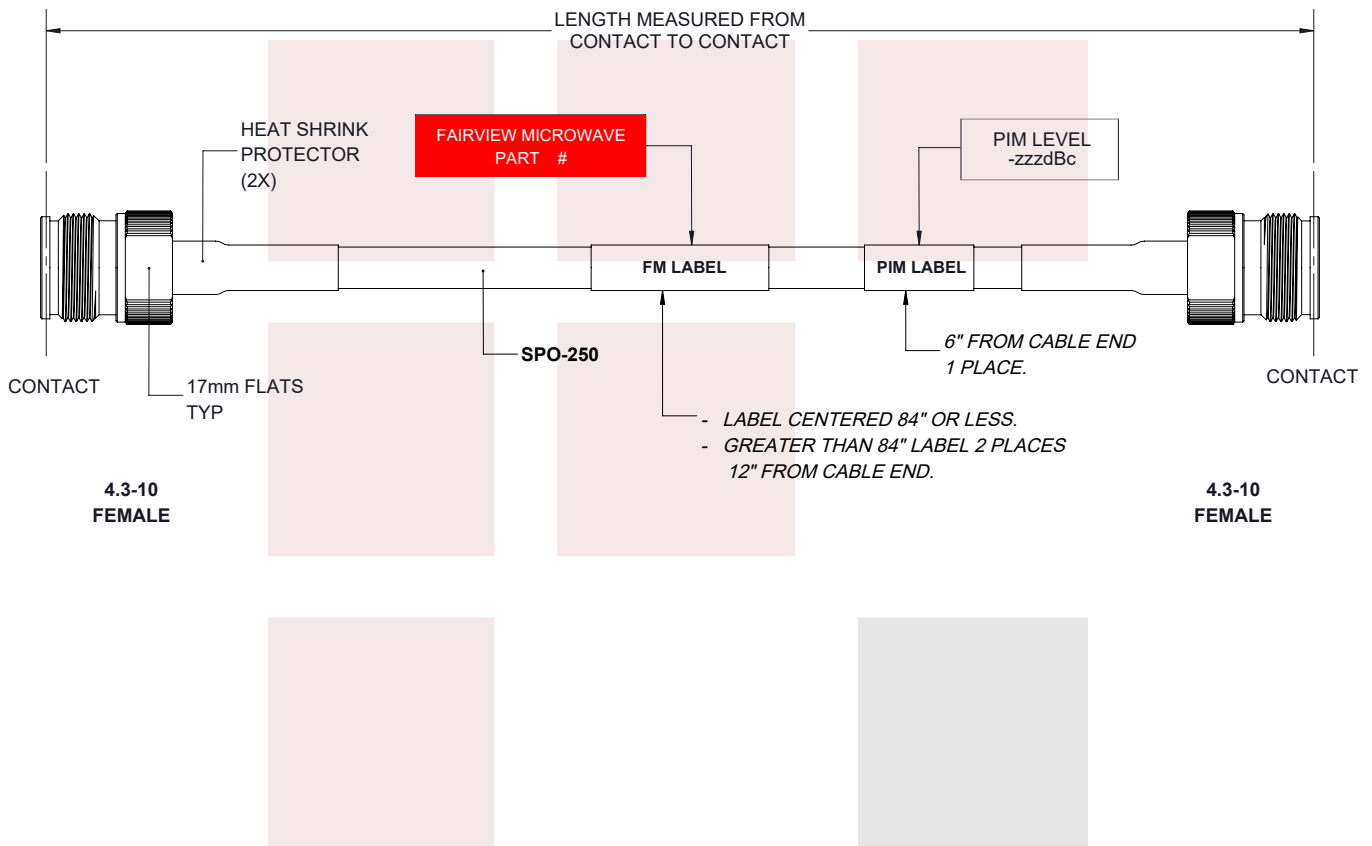 LENGTH MEASURED FROM
CONTACT TO CONTACT
HEAT SHRINK
PROTECTOR
(2X)
FAIRVIEW MICROWAVE
PART #
PIM LEVEL
-zzzdBc
FM LABEL
PIM LABEL
SPO-250
6" FROM CABLE END
1 PLACE.
CONTACT
17mm FLATS
TYP
CONTACT
- LABEL CENTERED 84" OR LESS.
- GREATER THAN 84" LABEL 2 PLACES
12" FROM CABLE END.
4.3-10
FEMALE
4.3-10
FEMALE